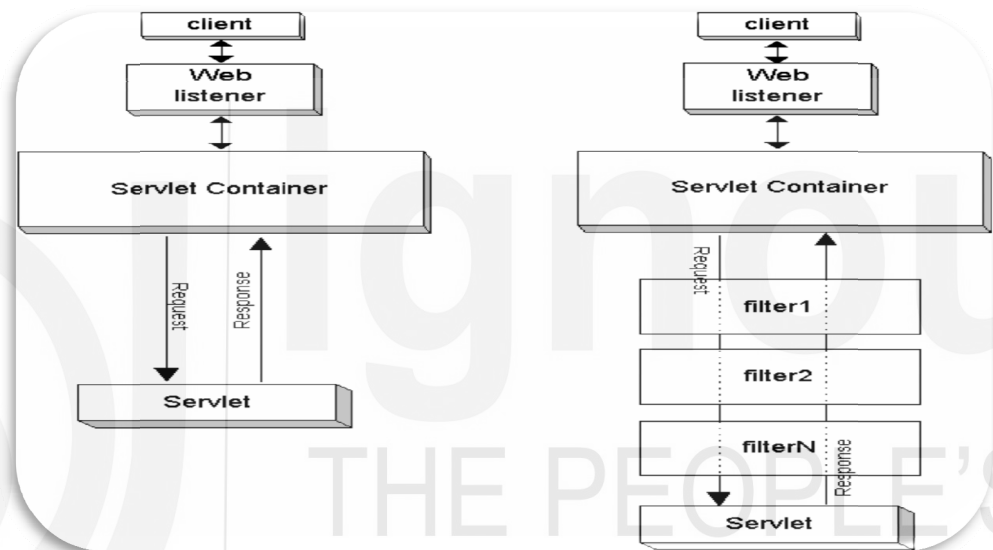 client
Web
listener
Servlet Container
Request
Response
Servlet
client
Web
listener
Servlet Container
Request
filter1
filter2
filterN
Response
Servlet
ignou
THE PEOPLE'S